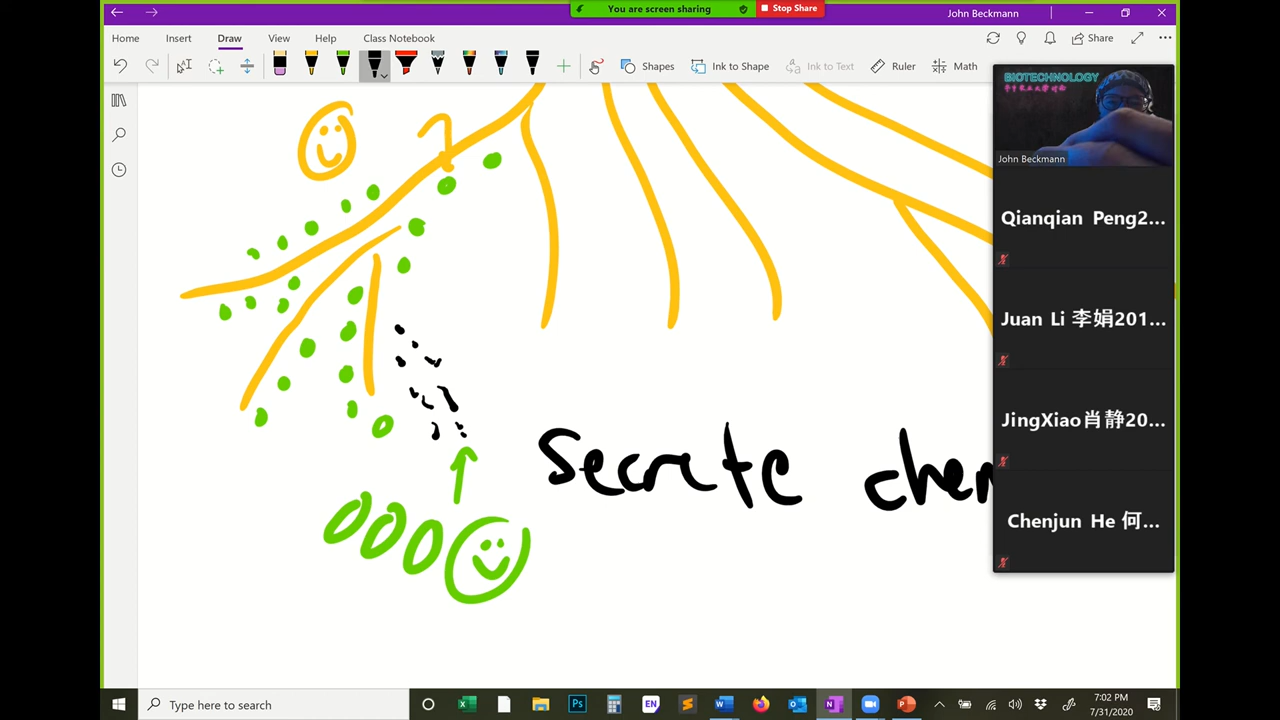 You are screen sharing
Stop Share
John Beckmann
Home Insert Draw View Help Class Notebook
Share
Shapes Ink to Shape Ink to Text Ruler Math
BIOTECHNOLOGY
John Beckmann
Qianqian Peng2...
Juan Li 李娟201...
JingXiao肖静20...
Chenjun He 何...
?
Secrete chem
Type here to search
EN
7:02 PM
7/31/2020